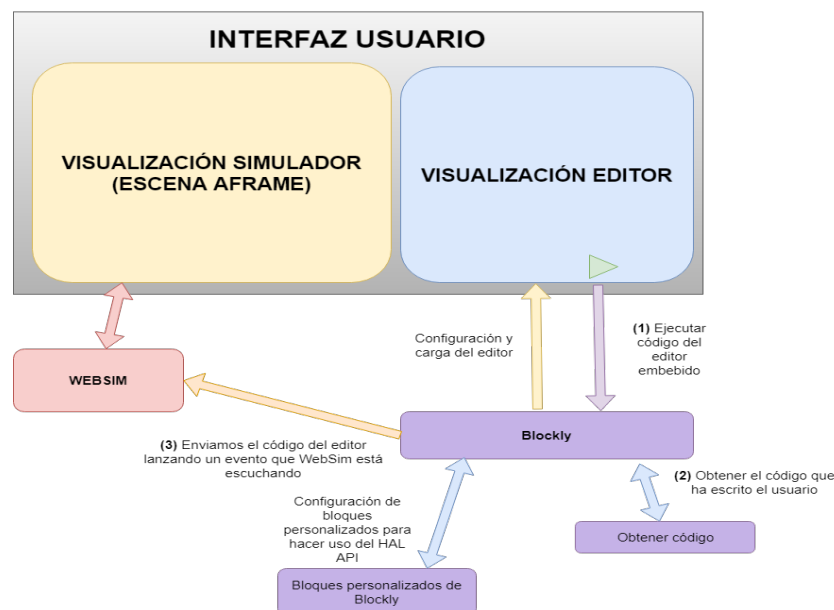 INTERFAZ USUARIO
VISUALIZACIÓN SIMULADOR
(ESCENA AFRAME)
VISUALIZACIÓN EDITOR
Configuración y
carga del editor
(1) Ejecutar
código del
editor
embebido
WEBSIM
Blockly
(3) Enviamos el código del editor
lanzando un evento que WebSim está
escuchando
(2) Obtener el código que
ha escrito el usuario
Configuración de
bloques
personalizados para
hacer uso del HAL
API
Obtener código
Bloques personalizados de
Blockly